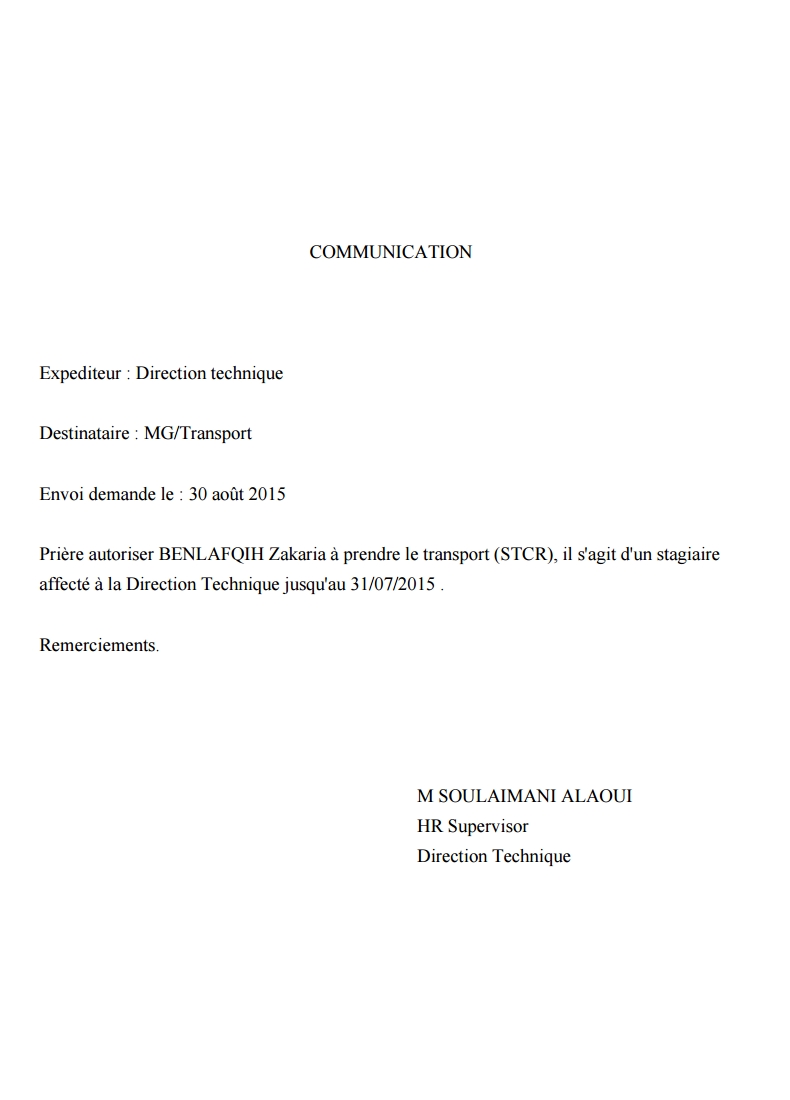 COMMUNICATION
Expediteur : Direction technique
Destinataire : MG/Transport
Envoi demande le : 30 août 2015
Prière autoriser BENLAFQIH Zakaria à prendre le transport (STCR), il s'agit d'un stagiaire
affecté à la Direction Technique jusqu'au 31/07/2015 .
Remerciements.
M SOULAIMANI ALAOUI
HR Supervisor
Direction Technique